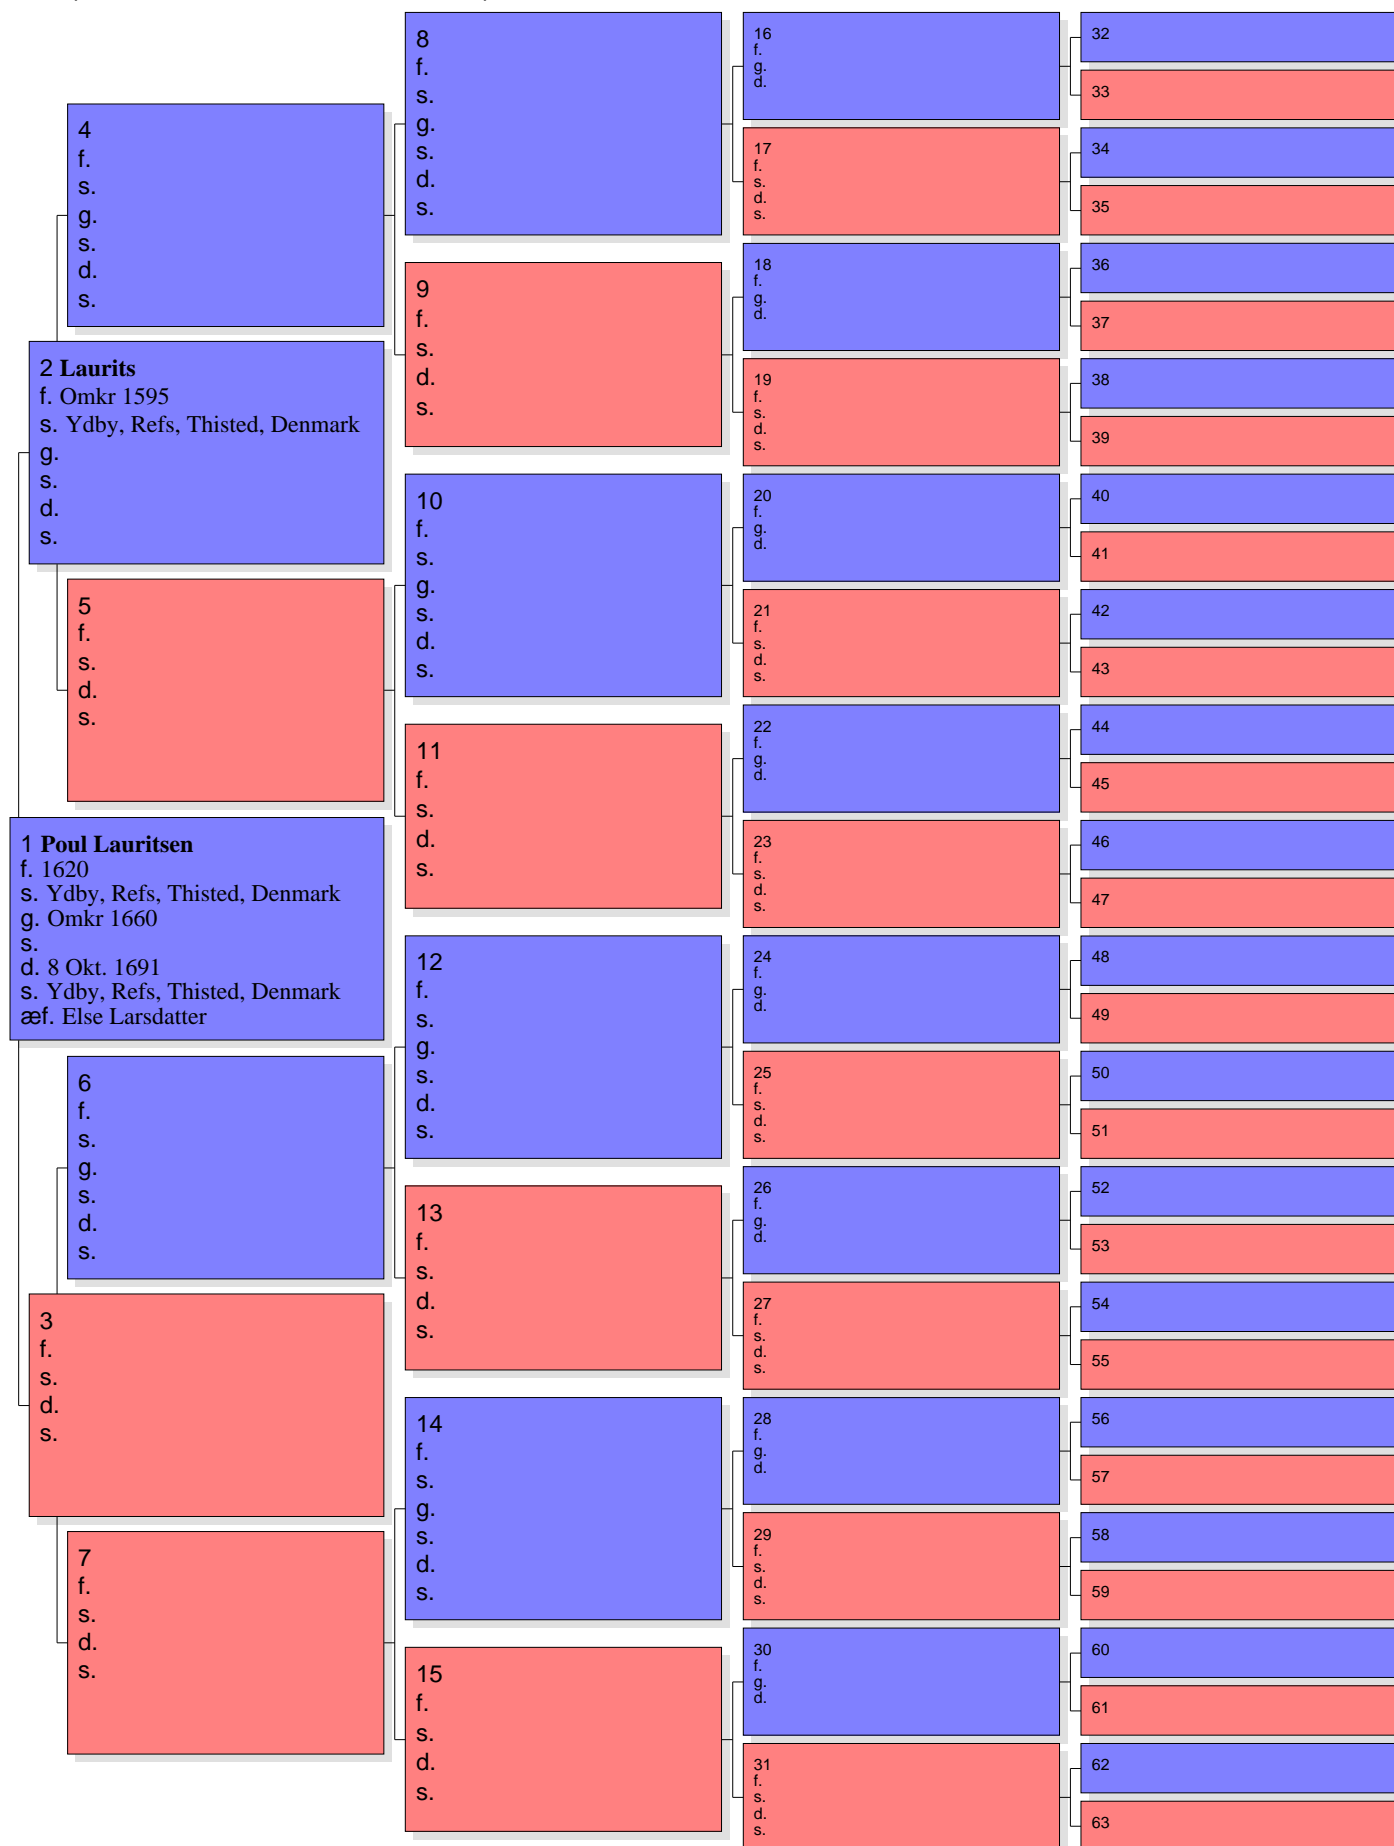 8
f.
s.
g.
s.
d.
s.
4
f.
s.
g.
s.
d.
s.
9
f.
s.
d.
s.
2 Laurits
f. Omkr 1595
s. Ydby, Refs, Thisted, Denmark
g.
s.
d.
s.
10
f.
s.
g.
s.
d.
s.
5
f.
s.
d.
s.
11
f.
s.
d.
s.
1 Poul Lauritsen
f. 1620
s. Ydby, Refs, Thisted, Denmark
g. Omkr 1660
s.
d. 8 Okt. 1691
s. Ydby, Refs, Thisted, Denmark
æf. Else Larsdatter
12
f.
s.
g.
s.
d.
s.
6
f.
s.
g.
s.
d.
s.
13
f.
s.
d.
s.
3
f.
s.
d.
s.
14
f.
s.
g.
s.
d.
s.
7
f.
s.
d.
s.
15
f.
s.
d.
s.
16
f.
g.
d.
17
f.
s.
d.
s.
18
f.
g.
d.
19
f.
s.
d.
s.
20
f.
g.
d.
21
f.
s.
d.
s.
22
f.
g.
d.
23
f.
s.
d.
s.
24
f.
g.
d.
25
f.
s.
d.
s.
26
f.
g.
d.
27
f.
s.
d.
s.
28
f.
g.
d.
29
f.
s.
d.
s.
30
f.
g.
d.
31
f.
s.
d.
s.
32
33
34
35
36
37
38
39
40
41
42
43
44
45
46
47
48
49
50
51
52
53
54
55
56
57
58
59
60
61
62
63